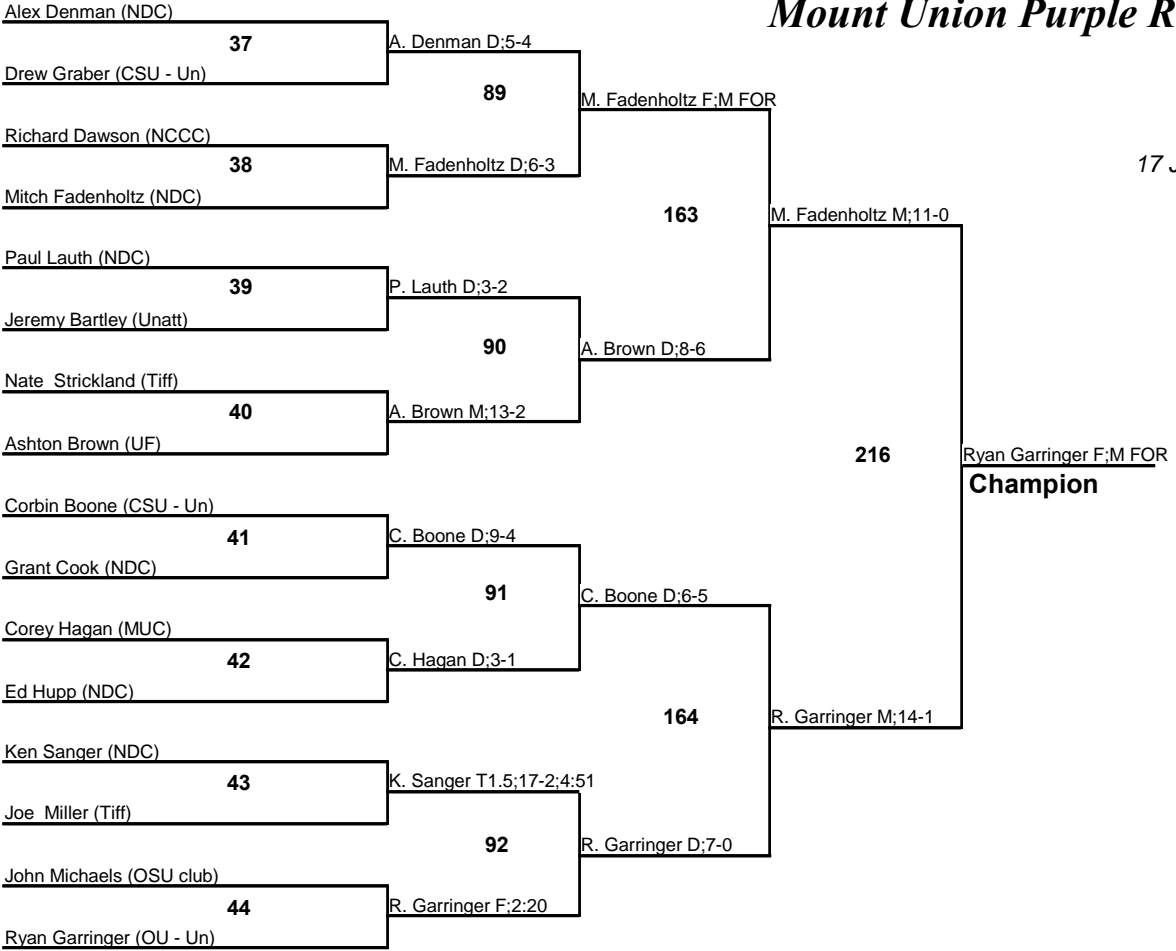 Mount Union Purple R
17 J
Alex Denman (NDC)
37
Drew Graber (CSU - Un)
A. Denman D;5-4
89
Richard Dawson (NCCC)
38
Mitch Fadenholtz (NDC)
M. Fadenholtz D;6-3
M. Fadenholtz F;M FOR
163
Paul Lauth (NDC)
39
Jeremy Bartley (Unatt)
P. Lauth D;3-2
90
Nate  Strickland (Tiff)
40
Ashton Brown (UF)
A. Brown M;13-2
A. Brown D;8-6
M. Fadenholtz M;11-0
216
Ryan Garringer F;M FOR
Champion
Corbin Boone (CSU - Un)
41
Grant Cook (NDC)
C. Boone D;9-4
91
Corey Hagan (MUC)
42
Ed Hupp (NDC)
C. Hagan D;3-1
C. Boone D;6-5
164
R. Garringer M;14-1
Ken Sanger (NDC)
43
Joe  Miller (Tiff)
K. Sanger T1.5;17-2;4:51
92
R. Garringer D;7-0
John Michaels (OSU club)
44
Ryan Garringer (OU - Un)
R. Garringer F;2:20